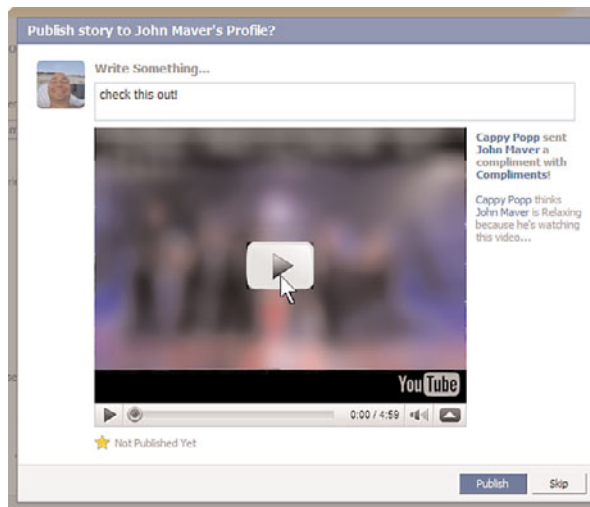 Publish story to John Maver's Profile?
Write Something...
check this out!
Cappy Popp sent
John Maver a
compliment with
Compliments!
Cappy Popp thinks
John Maver is Relaxing
because he's watching
this video...
YouTube
0:00 / 4:59
Not Published Yet
Publish
Skip